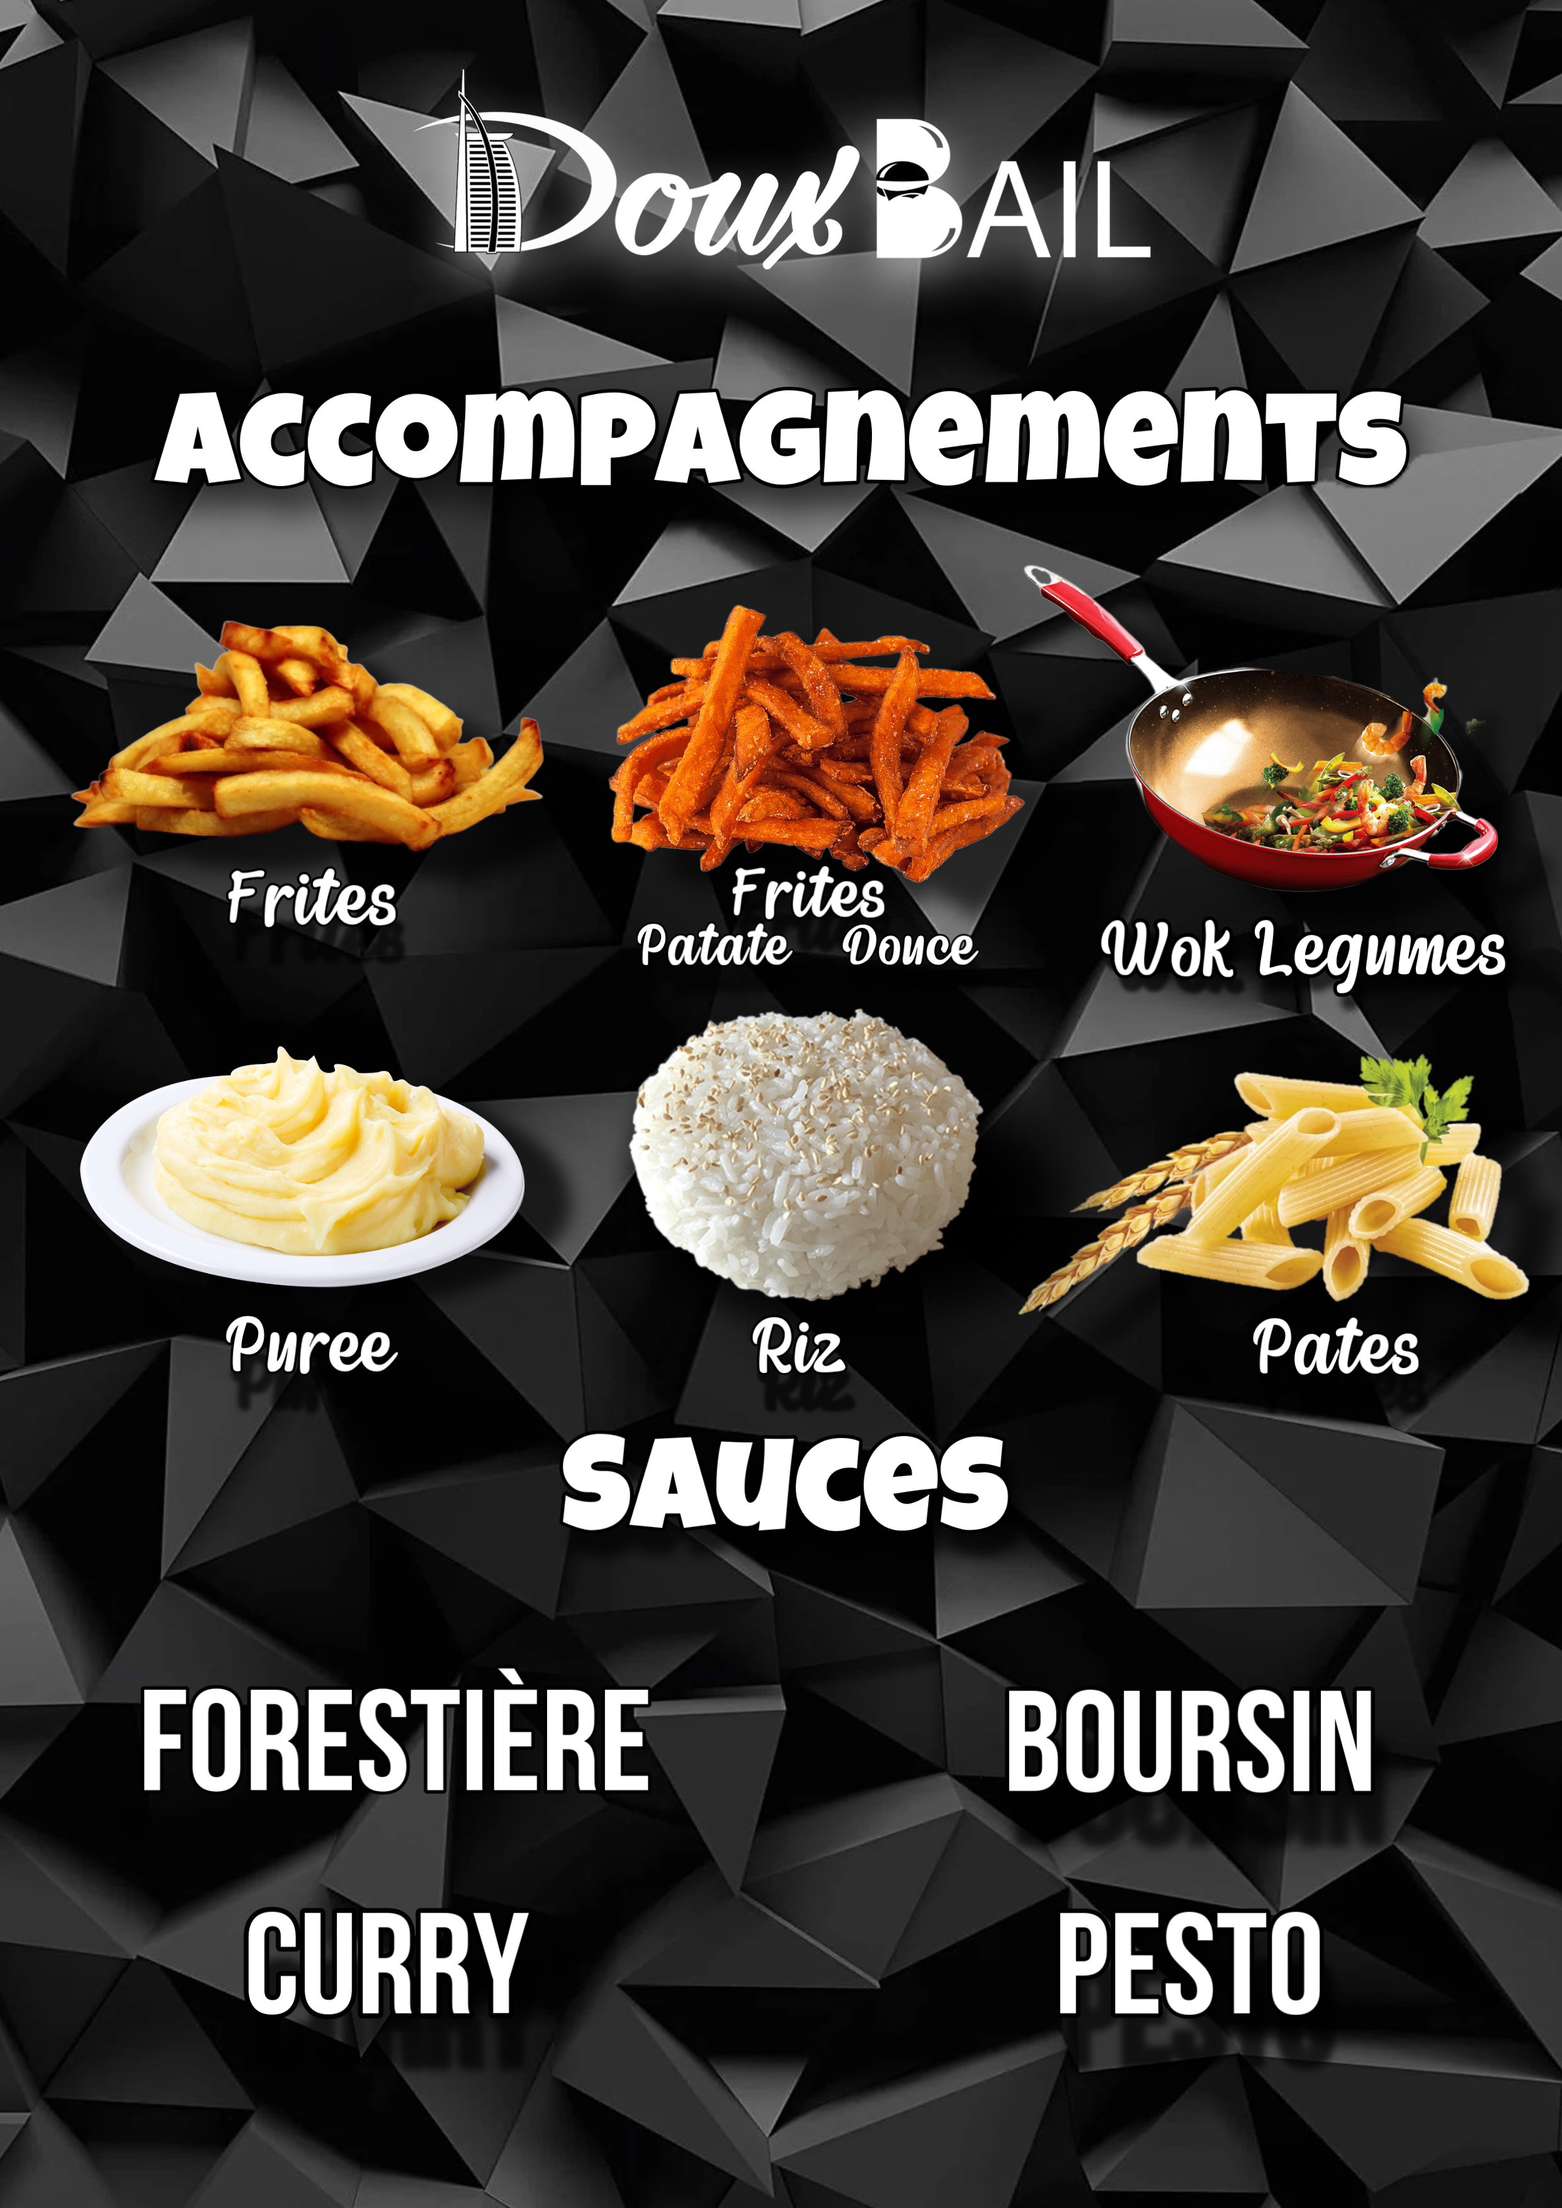 Doux BAIL
ACCOMPAGNEMENTS
Frites
Frites
Patate Douce
Wok Legumes
Puree
Riz
Pates
SAUCES
FORESTIÈRE
BOURSIN
CURRY
PESTO